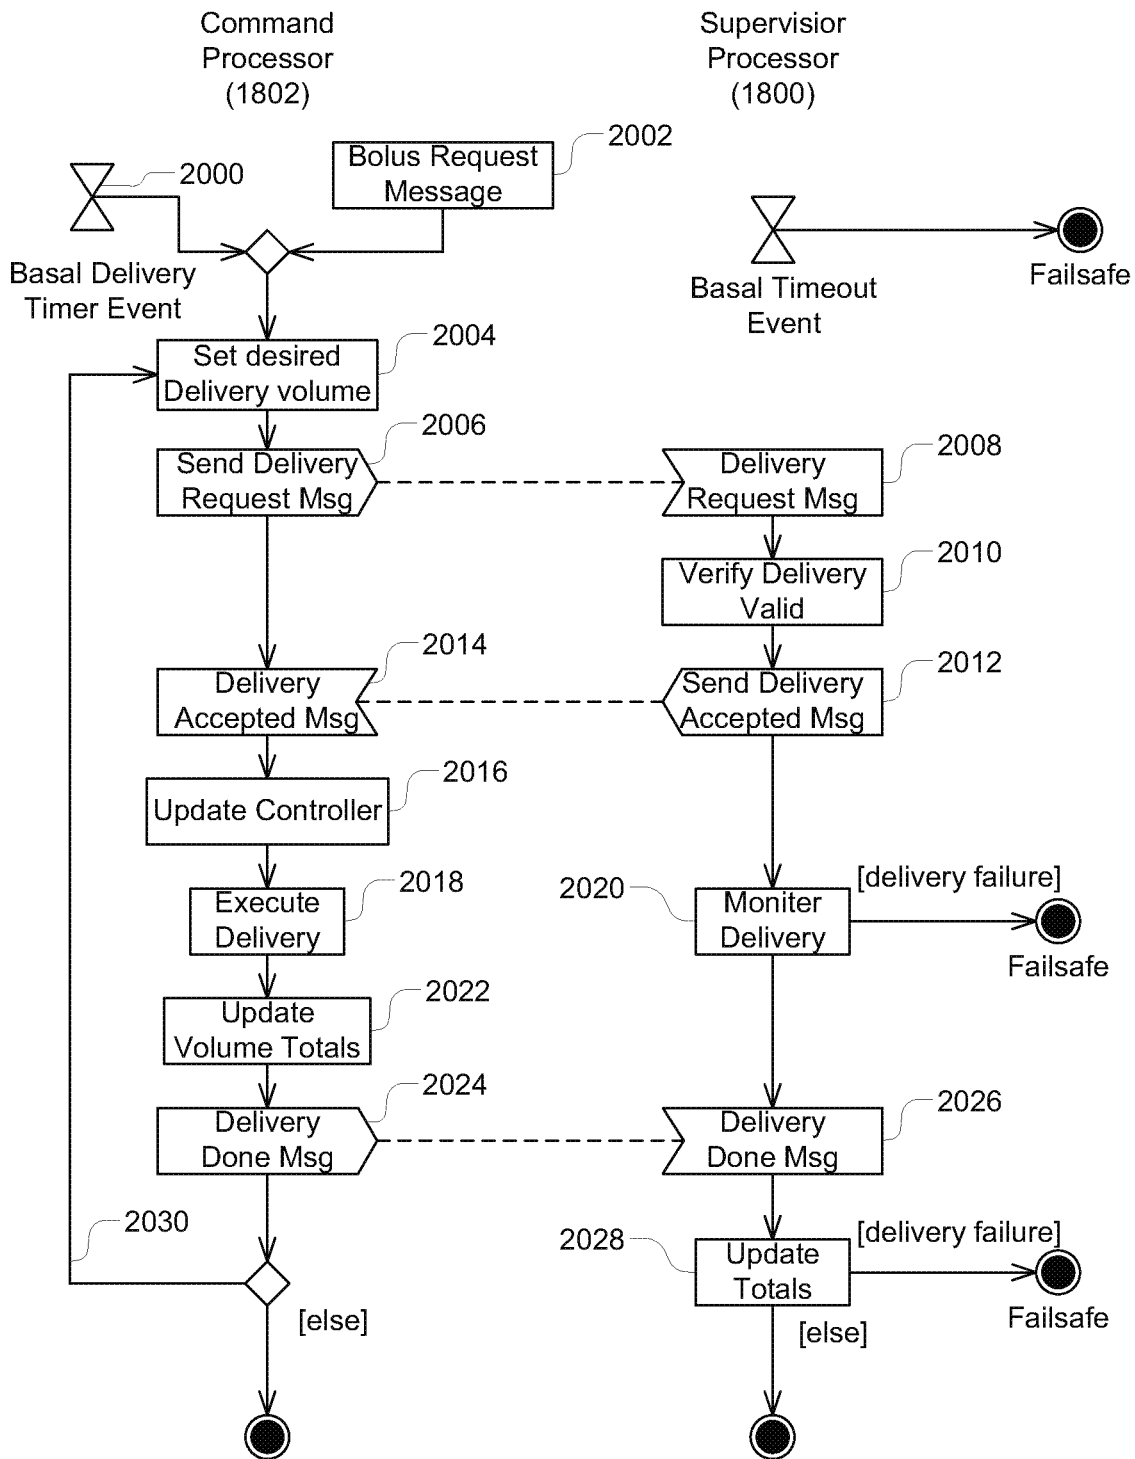 Command
Processor
(1802)
Supervisior
Processor
(1800)
2000
Bolus Request
Message
2002
Basal Delivery
Timer Event
Basal Timeout
Event
Failsafe
Set desired
Delivery volume
2004
Send Delivery
Request Msg
2006
Delivery
Request Msg
2008
Verify Delivery
Valid
2010
Delivery
Accepted Msg
2014
Send Delivery
Accepted Msg
2012
Update Controller
2016
Execute
Delivery
2018
2020
Moniter
Delivery
[delivery failure]
Failsafe
Update
Volume Totals
2022
Delivery
Done Msg
2024
Delivery
Done Msg
2026
2030
[else]
2028
Update
Totals
[delivery failure]
Failsafe
[else]